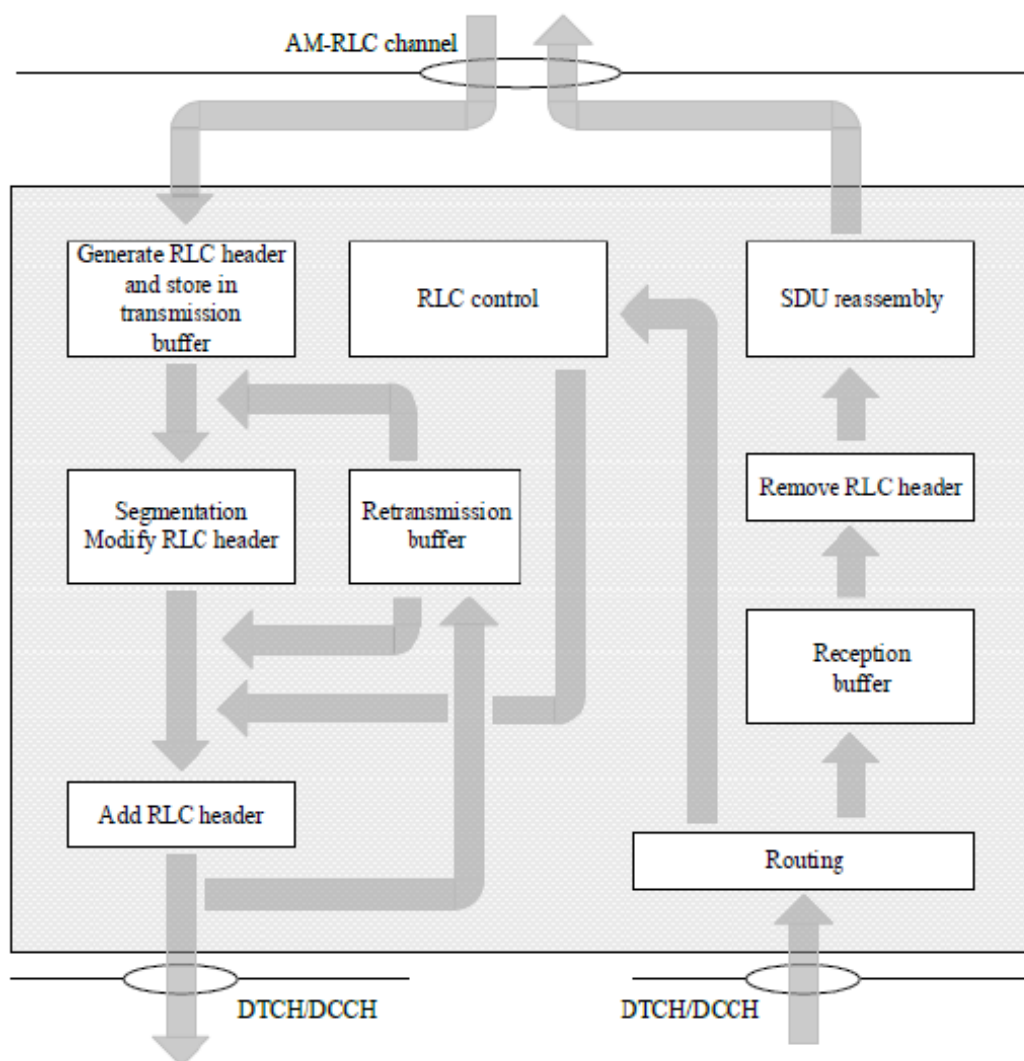 AM-RLC channel
Generate RLC header
and store in
transmission
buffer
RLC control
SDU reassembly
Segmentation
Modify RLC header
Retransmission
buffer
Remove RLC header
Reception
buffer
Add RLC header
Routing
DTCH/DCCH
DTCH/DCCH